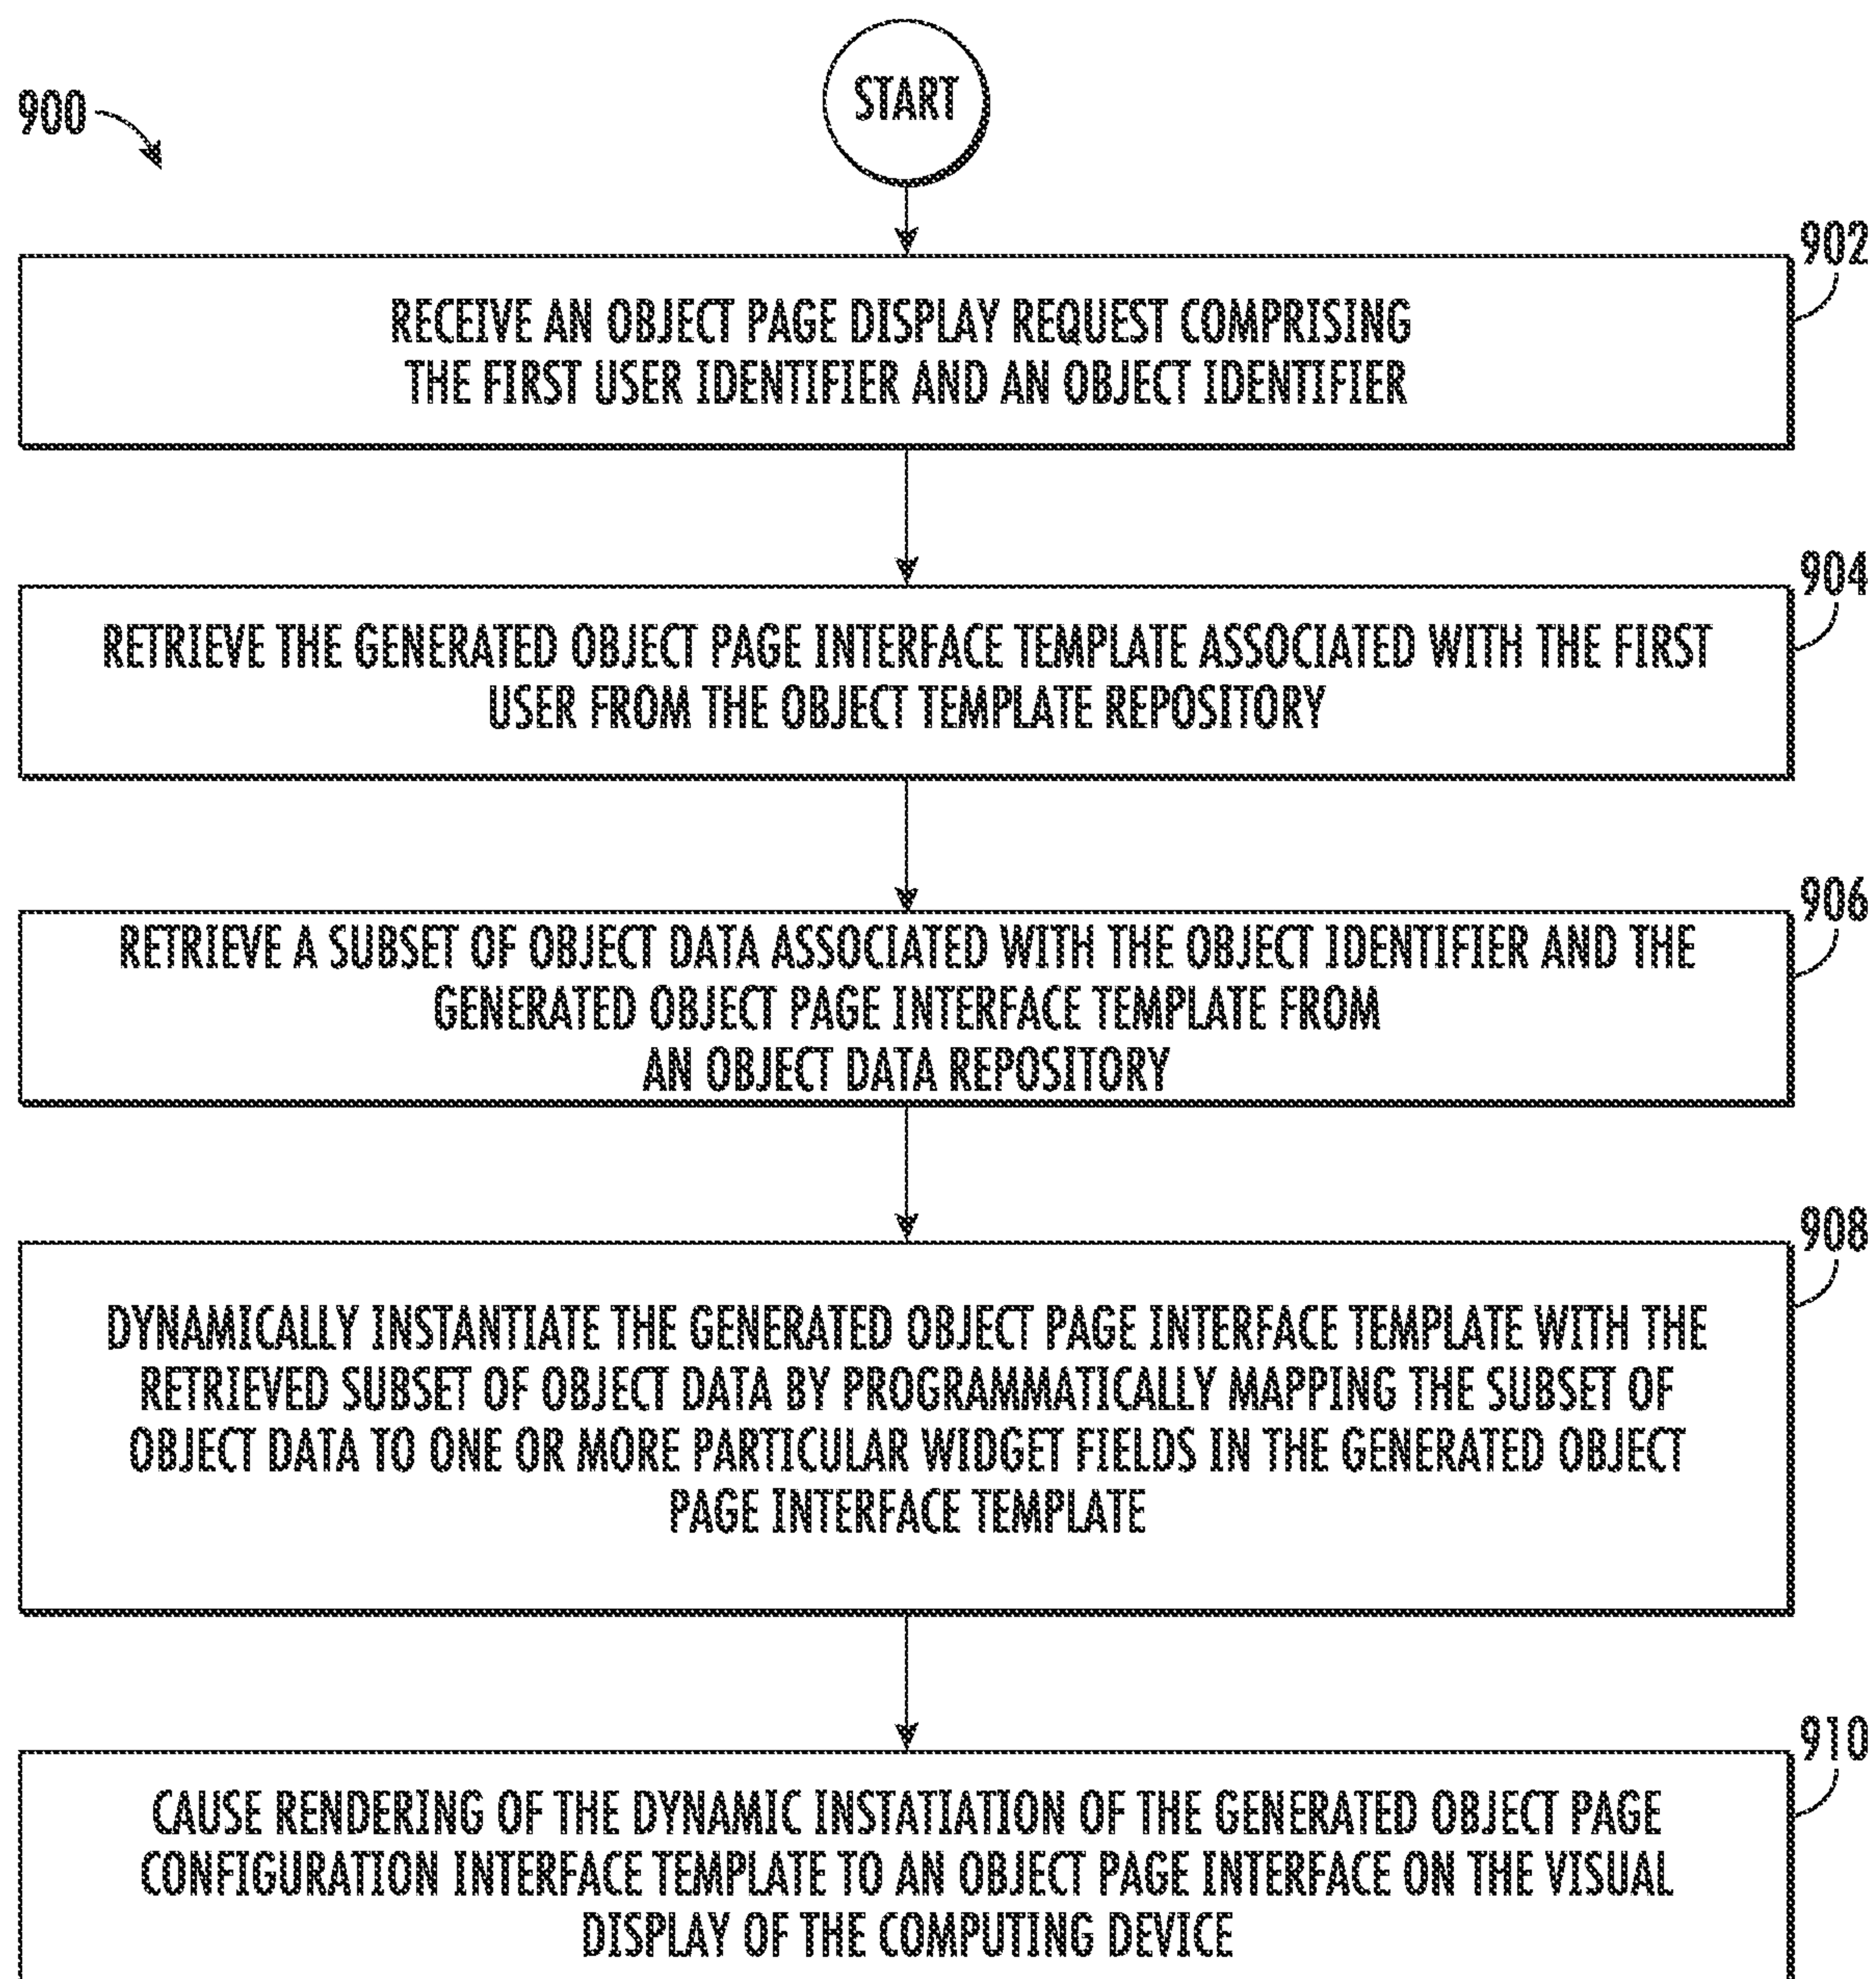 START
900
902
RECEIVE AN OBJECT PAGE DISPLAY REQUEST COMPRISING
THE FIRST USER IDENTIFIER AND AN OBJECT IDENTIFIER
904
RETRIEVE THE GENERATED OBJECT PAGE INTERFACE TEMPLATE ASSOCIATED WITH THE FIRST
USER FROM THE OBJECT TEMPLATE REPOSITORY
906
RETRIEVE A SUBSET OF OBJECT DATA ASSOCIATED WITH THE OBJECT IDENTIFIER AND THE
GENERATED OBJECT PAGE INTERFACE TEMPLATE FROM
AN OBJECT DATA REPOSITORY
908
DYNAMICALLY INSTANTIATE THE GENERATED OBJECT PAGE INTERFACE TEMPLATE WITH THE
RETRIEVED SUBSET OF OBJECT DATA BY PROGRAMMATICALLY MAPPING THE SUBSET OF
OBJECT DATA TO ONE OR MORE PARTICULAR WIDGET FIELDS IN THE GENERATED OBJECT
PAGE INTERFACE TEMPLATE
910
CAUSE RENDERING OF THE DYNAMIC INSTATIATION OF THE GENERATED OBJECT PAGE
CONFIGURATION INTERFACE TEMPLATE TO AN OBJECT PAGE INTERFACE ON THE VISUAL
DISPLAY OF THE COMPUTING DEVICE